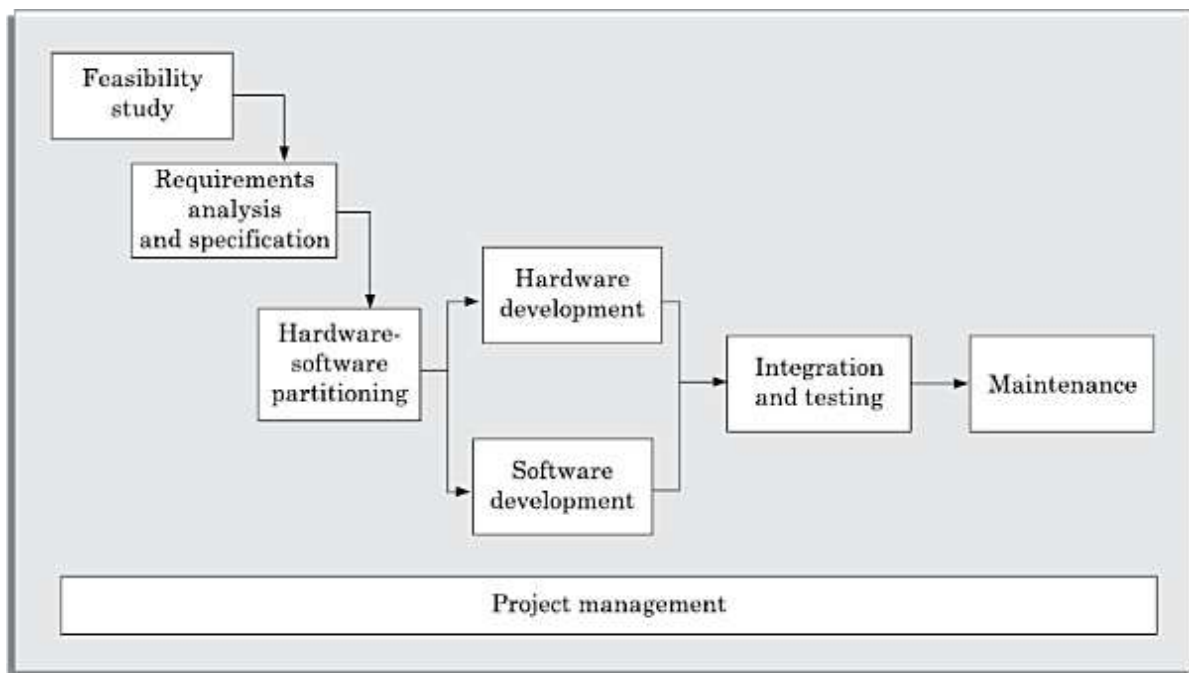 Feasibility
study
Requirements
analysis
and specification
Hardware-
software
partitioning
Hardware
development
Software
development
Integration
and testing
Maintenance
Project management